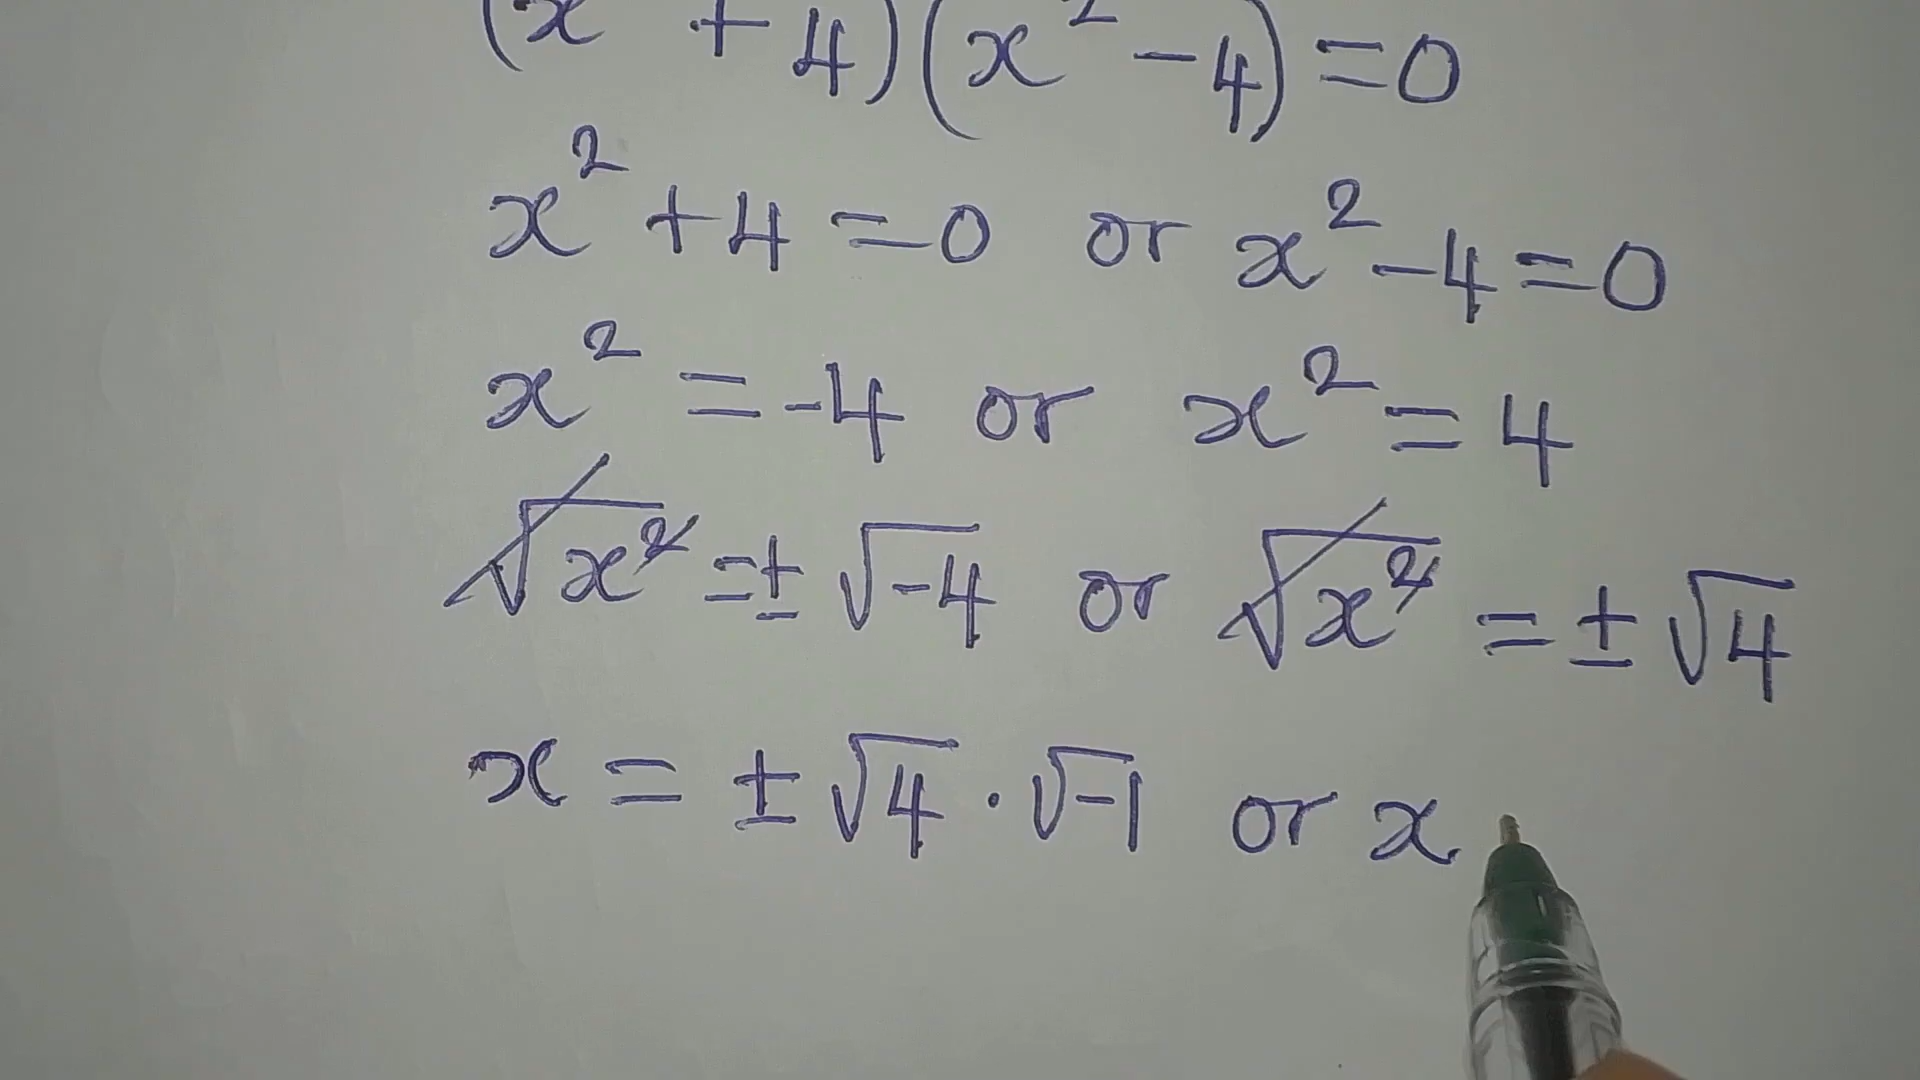 (x + 4)(x² - 4) = 0
x² + 4 = 0 or x² - 4 = 0
x² = -4 or x² = 4
√x² = ± √-4 or √x² = ± √4
x = ± √4 · √-1 or x